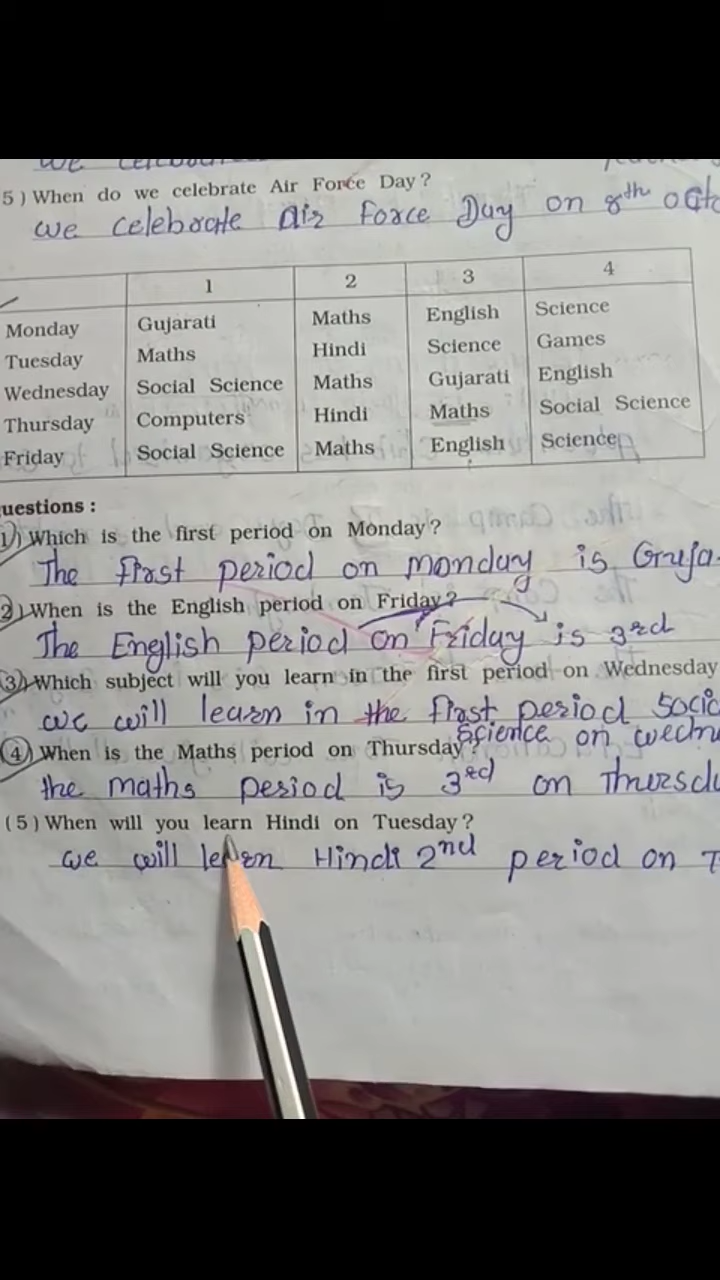 5) When do we celebrate Air Force Day?
we celebrate Air Force Day on 8th octo
1 2 3 4
Monday Gujarati Maths English Science
Tuesday Maths Hindi Science Games
Wednesday Social Science Maths Gujarati English
Thursday Computers Hindi Maths Social Science
Friday Social Science Maths English Science
uestions :
1) Which is the first period on Monday?
The first period on monday is Guja
2) When is the English period on Friday?
The English period on Friday is 3rd
(3) Which subject will you learn in the first period on Wednesday
we will learn in the first period Socia
Science on wedn
(4) When is the Maths period on Thursday?
the maths period is 3rd on thursd
(5) When will you learn Hindi on Tuesday?
we will learn Hindi 2nd period on T